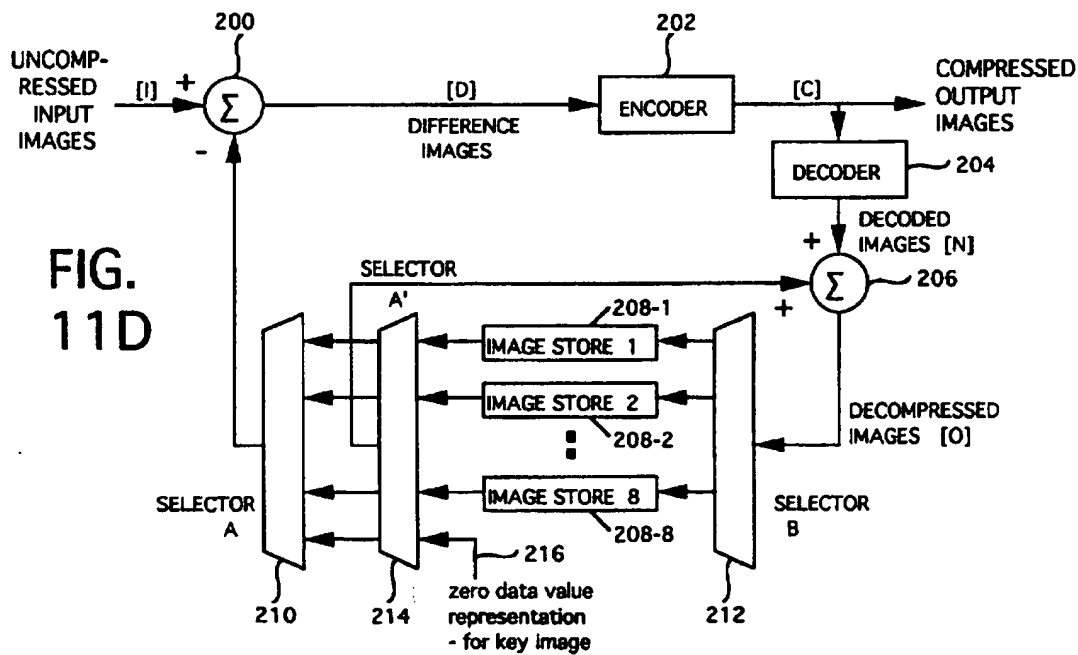 200
202
UNCOMP-
RESSED
INPUT
IMAGES
[I]
+
Σ
-
[D]
DIFFERENCE
IMAGES
ENCODER
[C]
COMPRESSED
OUTPUT
IMAGES
DECODER
204
DECODED
IMAGES [N]
+
Σ
+
206
FIG.
11D
SELECTOR
A'
208-1
IMAGE STORE 1
IMAGE STORE 2
208-2
DECOMPRESSED
IMAGES [O]
IMAGE STORE 8
208-8
SELECTOR
A
SELECTOR
B
216
210
214
zero data value
representation
- for key image
212